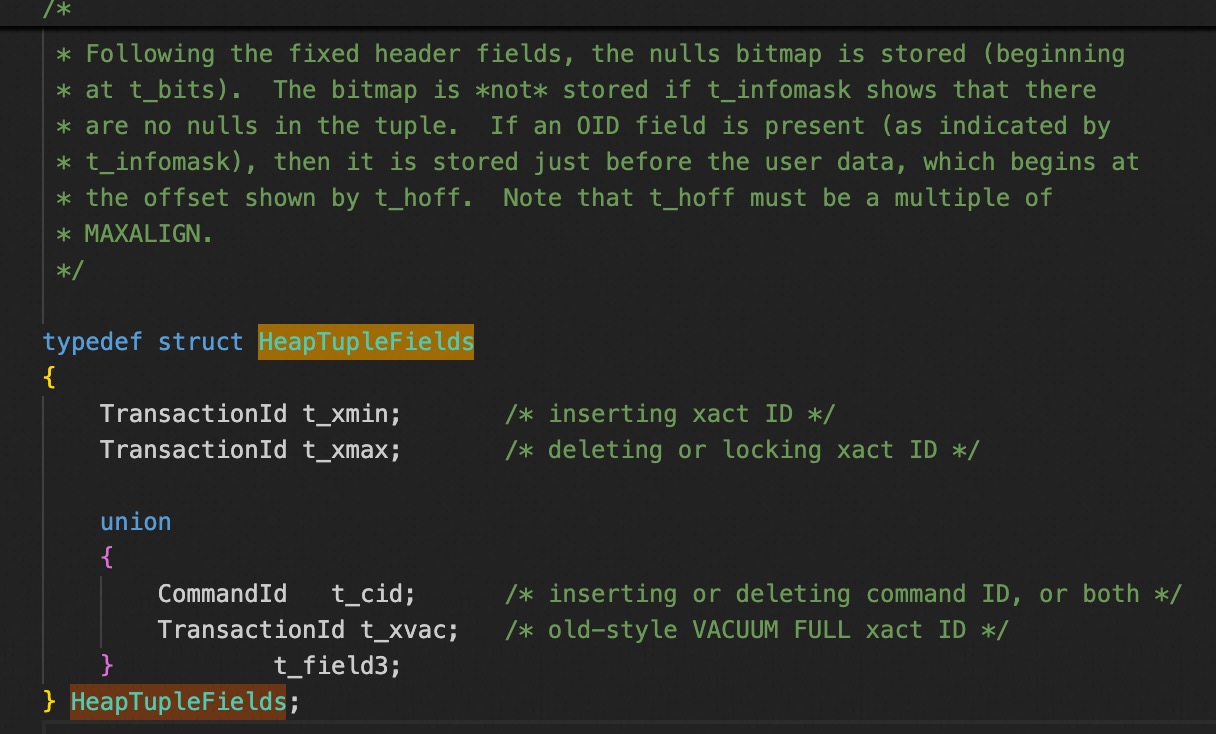 /*
* Following the fixed header fields, the nulls bitmap is stored (beginning
* at t_bits).  The bitmap is *not* stored if t_infomask shows that there
* are no nulls in the tuple.  If an OID field is present (as indicated by
* t_infomask), then it is stored just before the user data, which begins at
* the offset shown by t_hoff.  Note that t_hoff must be a multiple of
* MAXALIGN.
*/
typedef struct HeapTupleFields
{
    TransactionId t_xmin;       /* inserting xact ID */
    TransactionId t_xmax;       /* deleting or locking xact ID */
    union
    {
        CommandId   t_cid;      /* inserting or deleting command ID, or both */
        TransactionId t_xvac;   /* old-style VACUUM FULL xact ID */
    }           t_field3;
} HeapTupleFields;